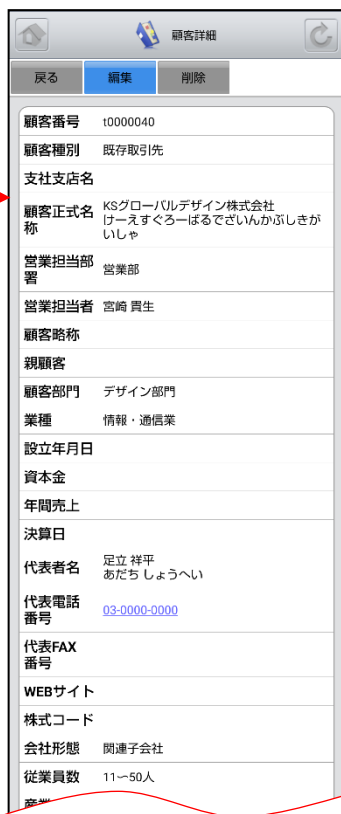 顧客詳細
戻る 編集 削除
顧客番号 t0000040
顧客種別 既存取引先
支社支店名
顧客正式名称 KSグローバルデザイン株式会社
けーえすぐろーばるでざいんかぶしきが
いしゃ
営業担当部署 営業部
営業担当者 宮崎 貫生
顧客略称
親顧客
顧客部門 デザイン部門
業種 情報・通信業
設立年月日
資本金
年間売上
決算日
代表者名 足立 祥平
あだち しょうへい
代表電話番号 03-0000-0000
代表FAX番号
WEBサイト
株式コード
会社形態 関連子会社
従業員数 11〜50人